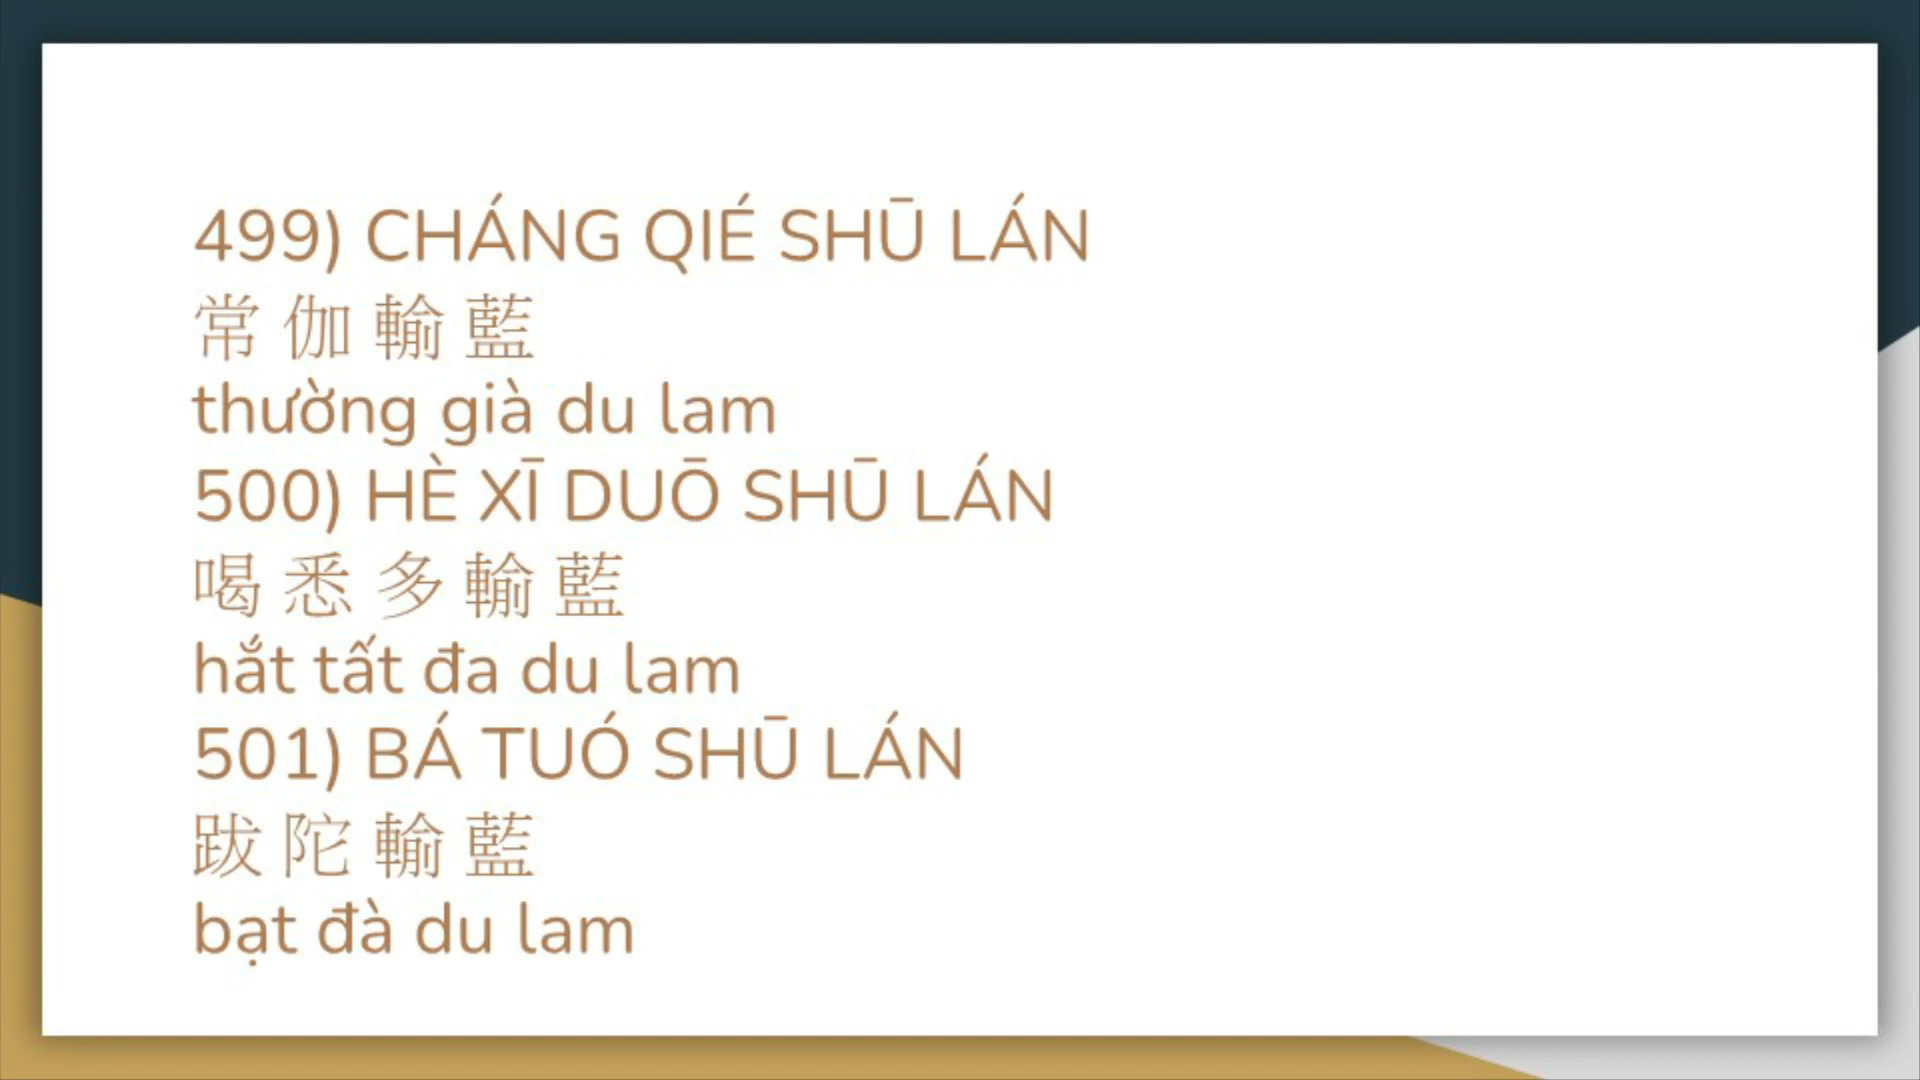 499) CHÁNG QIÉ SHŪ LÁN
常 伽 輸 藍
thường già du lam
500) HÈ XĪ DUŌ SHŪ LÁN
喝 悉 多 輸 藍
hắt tất đa du lam
501) BÁ TUÓ SHŪ LÁN
跋 陀 輸 藍
bạt đà du lam